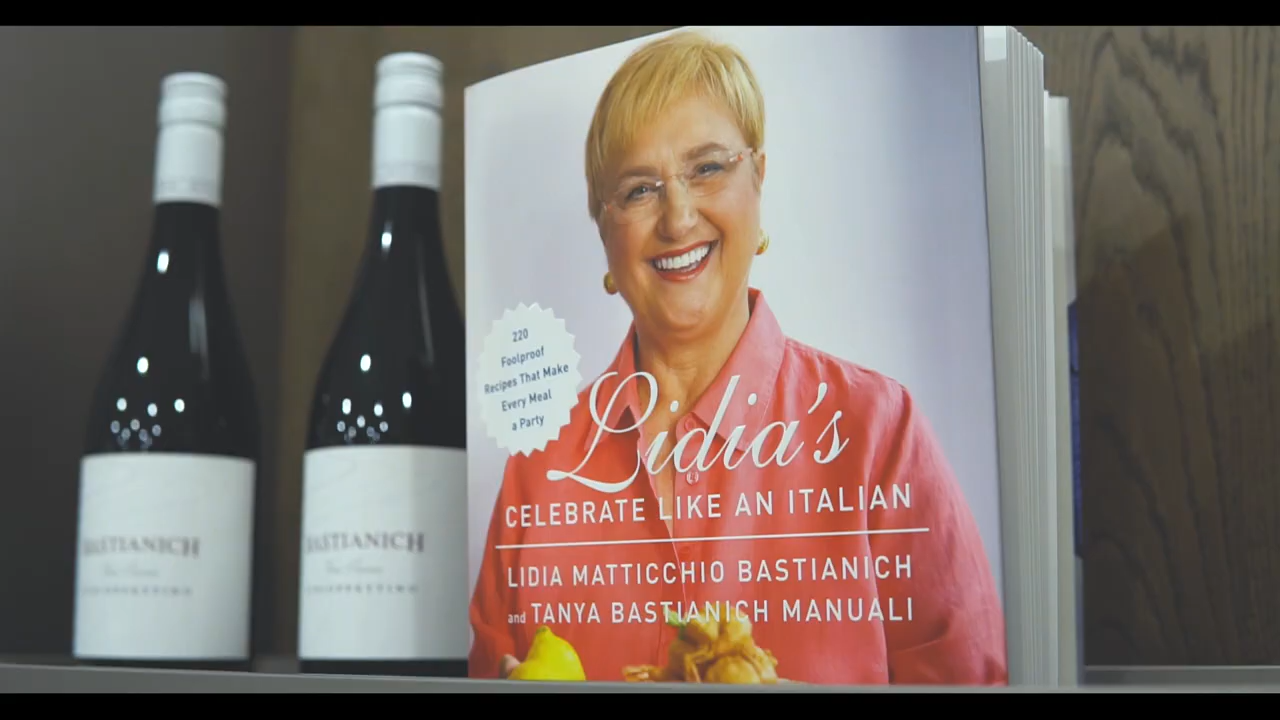 BASTIANICH
BASTIANICH
220
Foolproof
Recipes That Make
Every Meal
a Party
Lidia's
CELEBRATE LIKE AN ITALIAN
LIDIA MATTICCHIO BASTIANICH
and TANYA BASTIANICH MANUALI